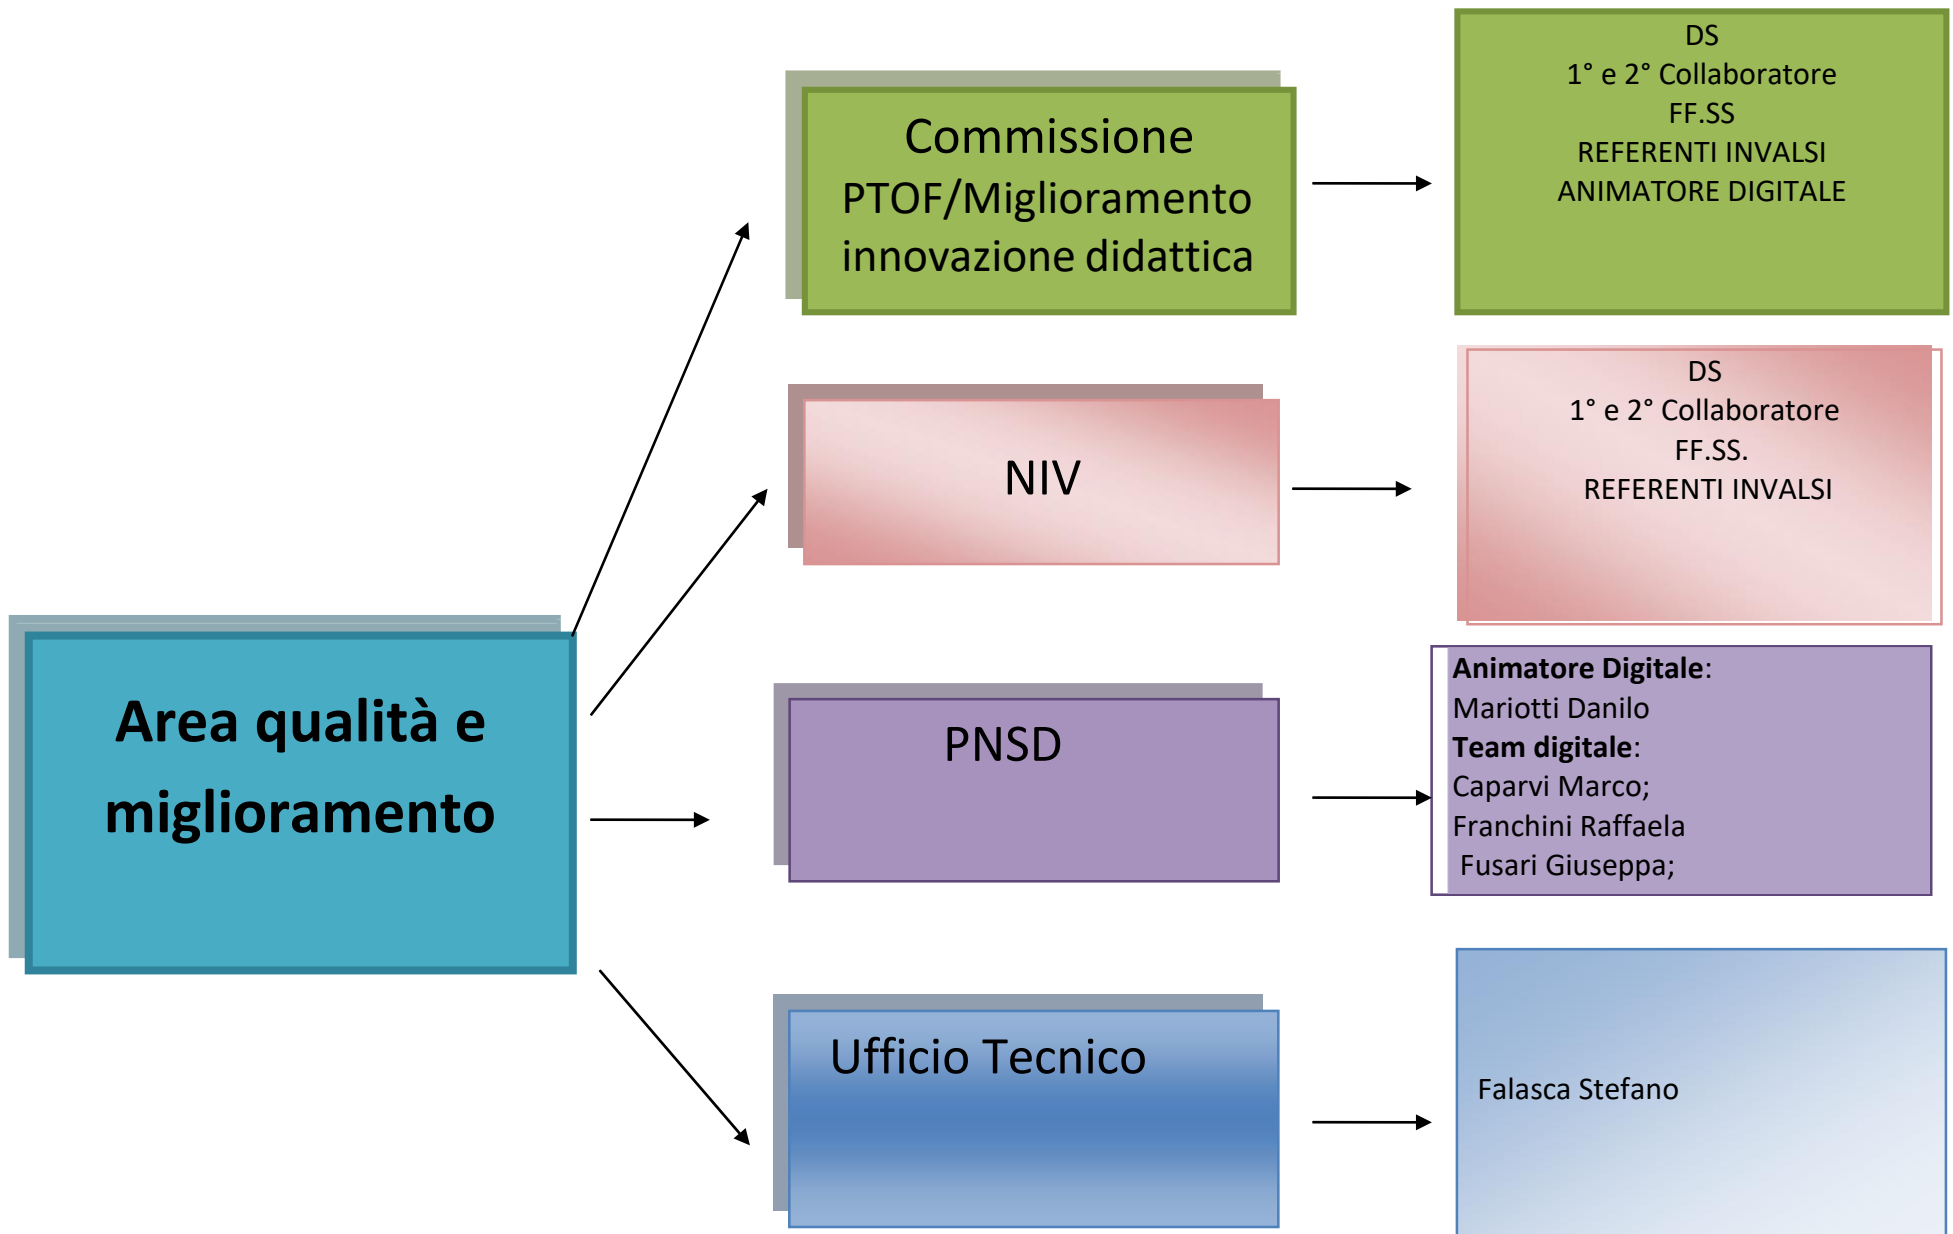 Commissione
PTOF/Miglioramento
innovazione didattica
DS
1° e 2° Collaboratore
FF.SS
REFERENTI INVALSI
ANIMATORE DIGITALE
NIV
DS
1° e 2° Collaboratore
FF.SS.
REFERENTI INVALSI
Area qualità e
miglioramento
PNSD
Animatore Digitale:
Mariotti Danilo
Team digitale:
Caparvi Marco;
Franchini Raffaela
Fusari Giuseppa;
Ufficio Tecnico
Falasca Stefano